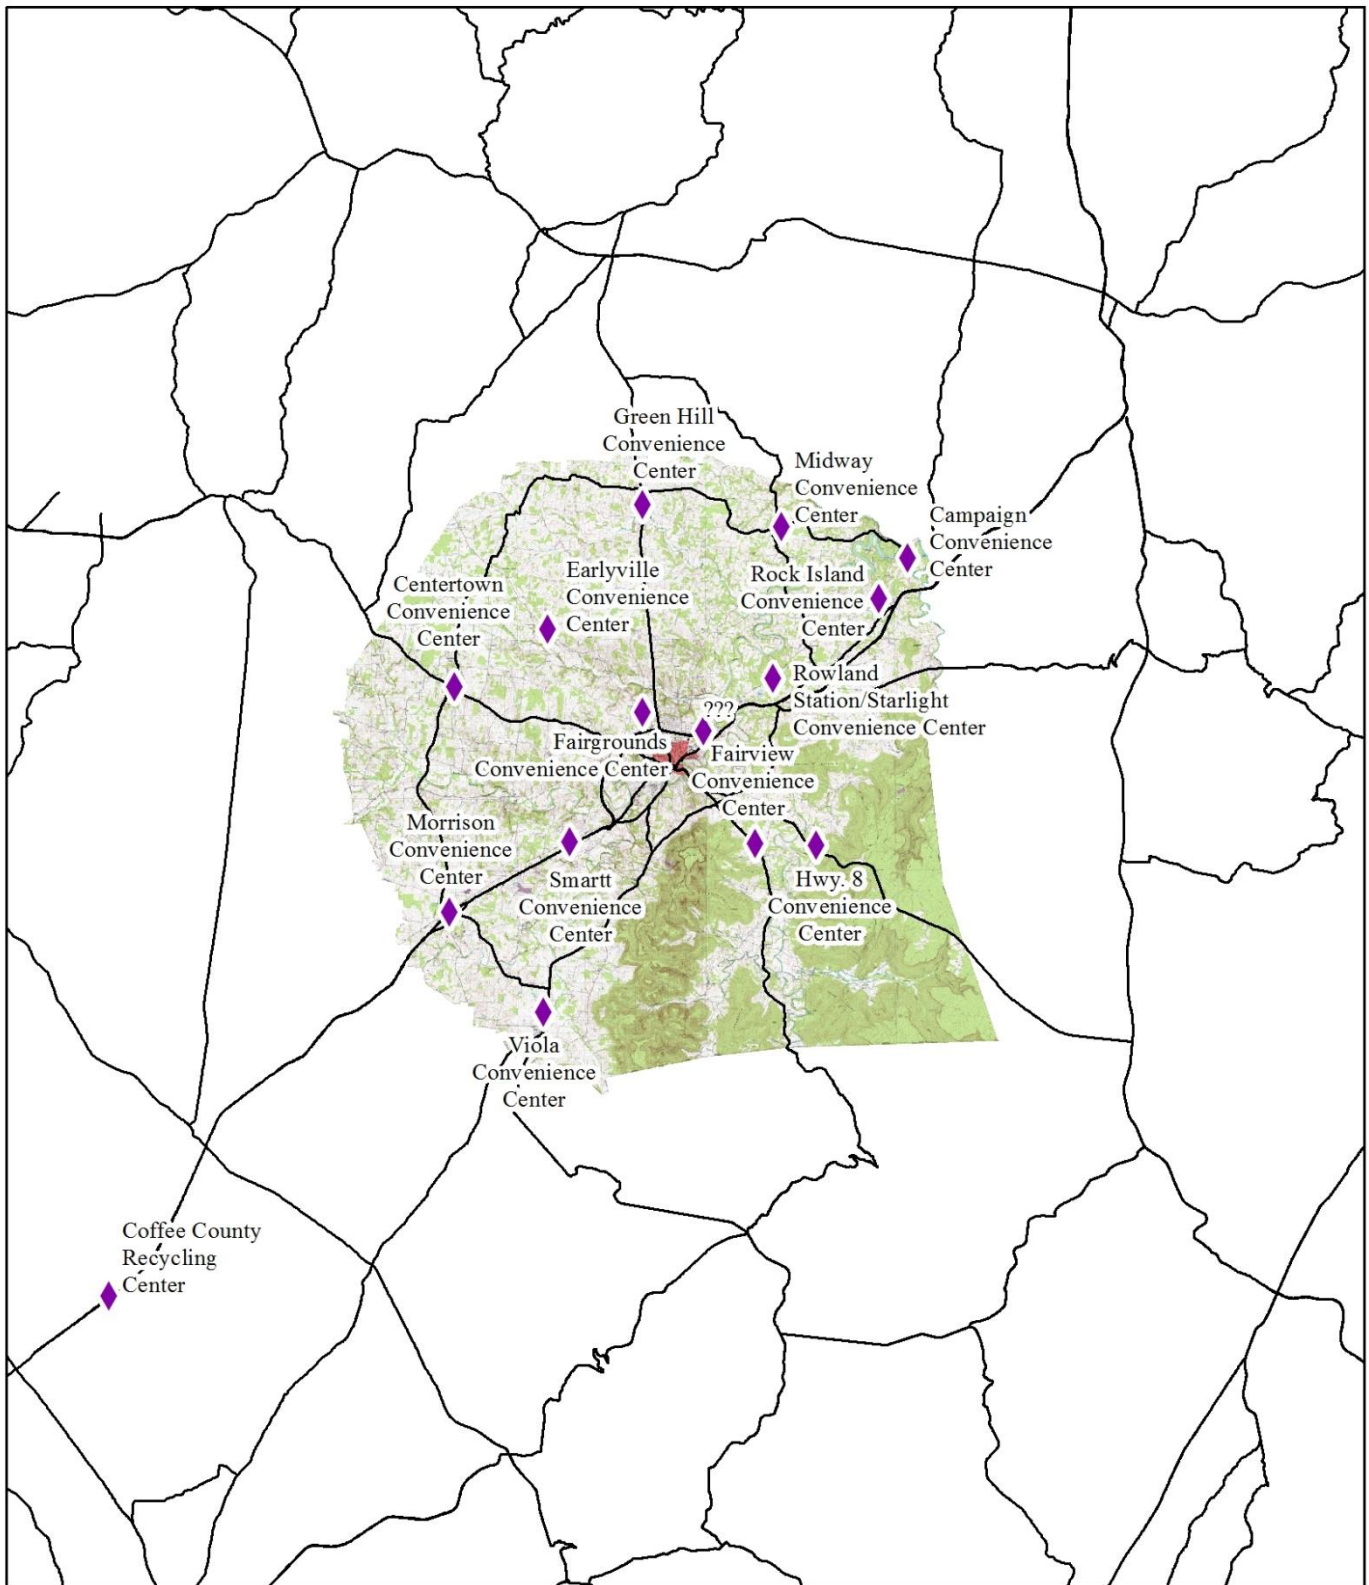 Green Hill
Convenience
Center
Midway
Convenience
Center
Campaign
Convenience
Center
Earlyville
Convenience
Center
Rock Island
Convenience
Center
Centertown
Convenience
Center
Rowland
Station/Starlight
Convenience Center
???
Fairgrounds
Convenience Center
Fairview
Convenience
Center
Morrison
Convenience
Center
Smartt
Convenience
Center
Hwy. 8
Convenience
Center
Viola
Convenience
Center
Coffee County
Recycling
Center